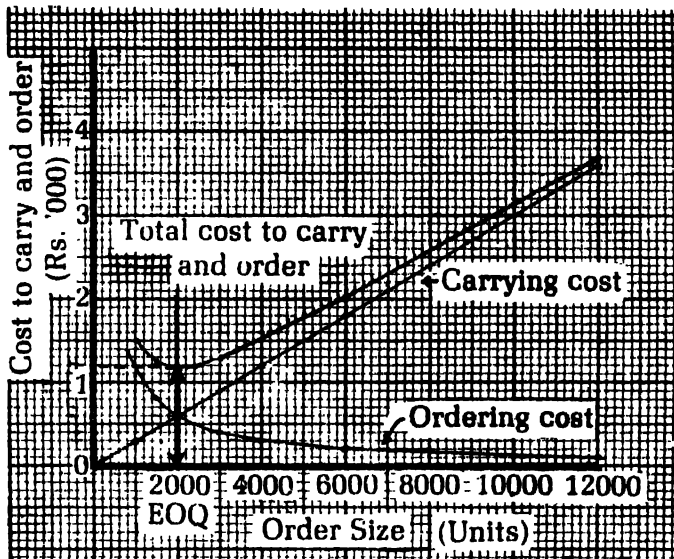 Cost to carry and order
(Rs. '000)
4
3
2
1
0
Total cost to carry
and order
Carrying cost
Ordering cost
2000 4000 6000 8000 10000 12000
EOQ
Order Size (Units)